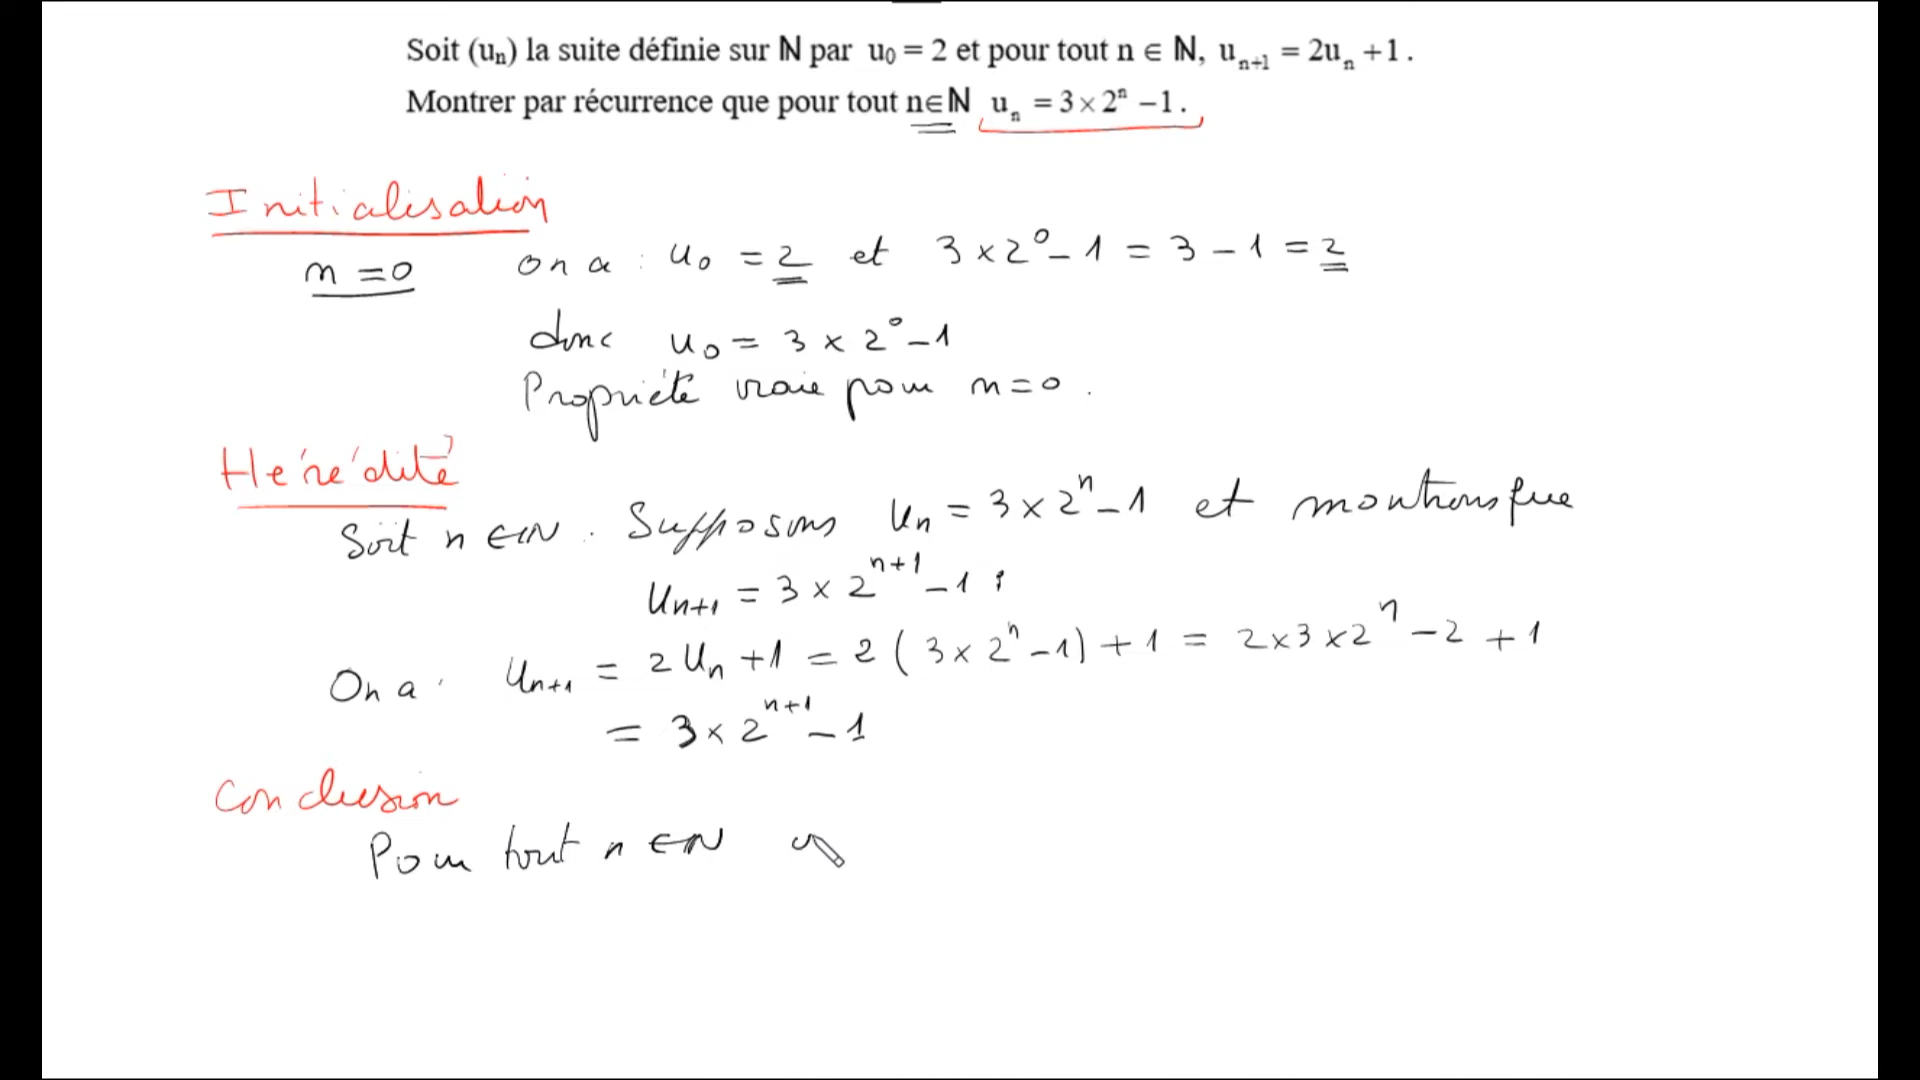 Soit (uₙ) la suite définie sur ℕ par u₀ = 2 et pour tout n ∈ ℕ, uₙ₊₁ = 2uₙ + 1.
Montrer par récurrence que pour tout n∈ℕ uₙ = 3 × 2ⁿ − 1.
Initialisation
n = 0 on a : u₀ = 2 et 3 × 2⁰ − 1 = 3 − 1 = 2
donc u₀ = 3 × 2⁰ − 1
Propriété vraie pour n = 0.
Hérédité
Soit n ∈ ℕ. Supposons uₙ = 3 × 2ⁿ − 1 et montrons que
uₙ₊₁ = 3 × 2ⁿ⁺¹ − 1 ;
On a : uₙ₊₁ = 2uₙ + 1 = 2(3 × 2ⁿ − 1) + 1 = 2 × 3 × 2ⁿ − 2 + 1
= 3 × 2ⁿ⁺¹ − 1
Conclusion
Pour tout n ∈ ℕ